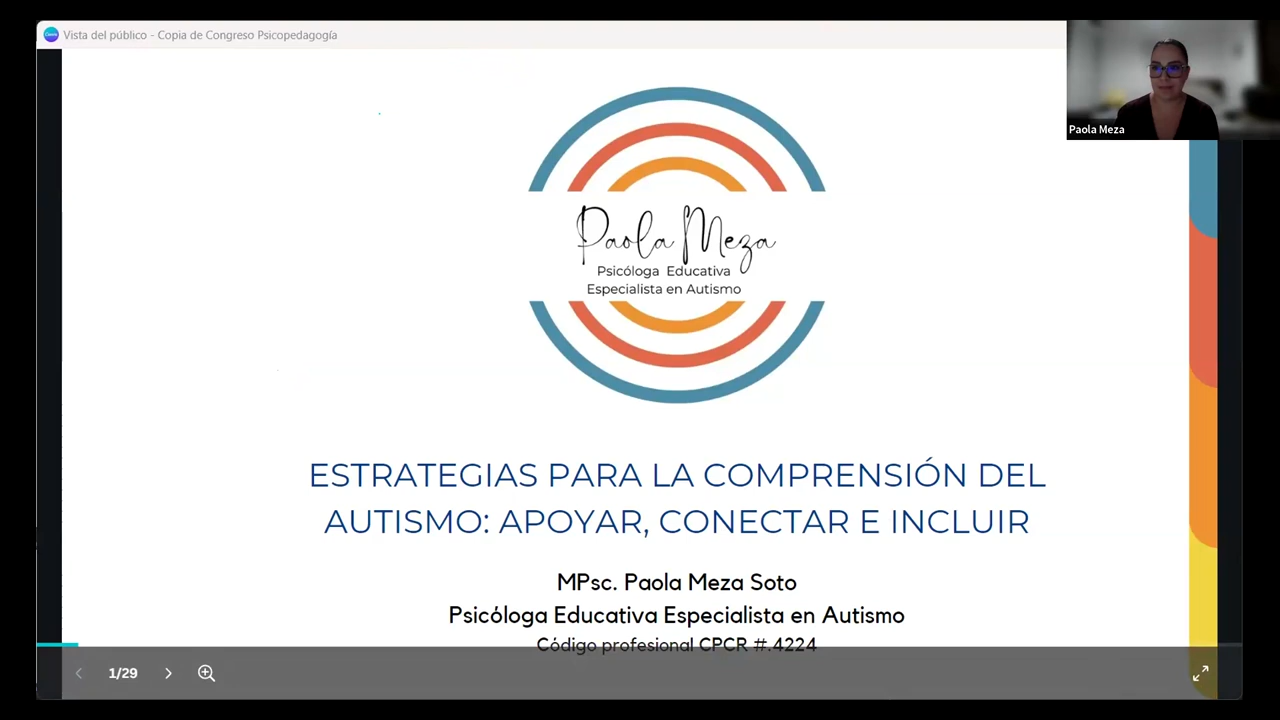 Vista del público - Copia de Congreso Psicopedagogía
Paola Meza
Paola Meza
Psicóloga Educativa
Especialista en Autismo
ESTRATEGIAS PARA LA COMPRENSIÓN DEL
AUTISMO: APOYAR, CONECTAR E INCLUIR
MPsc. Paola Meza Soto
Psicóloga Educativa Especialista en Autismo
Código profesional CPCR #.4224
1/29